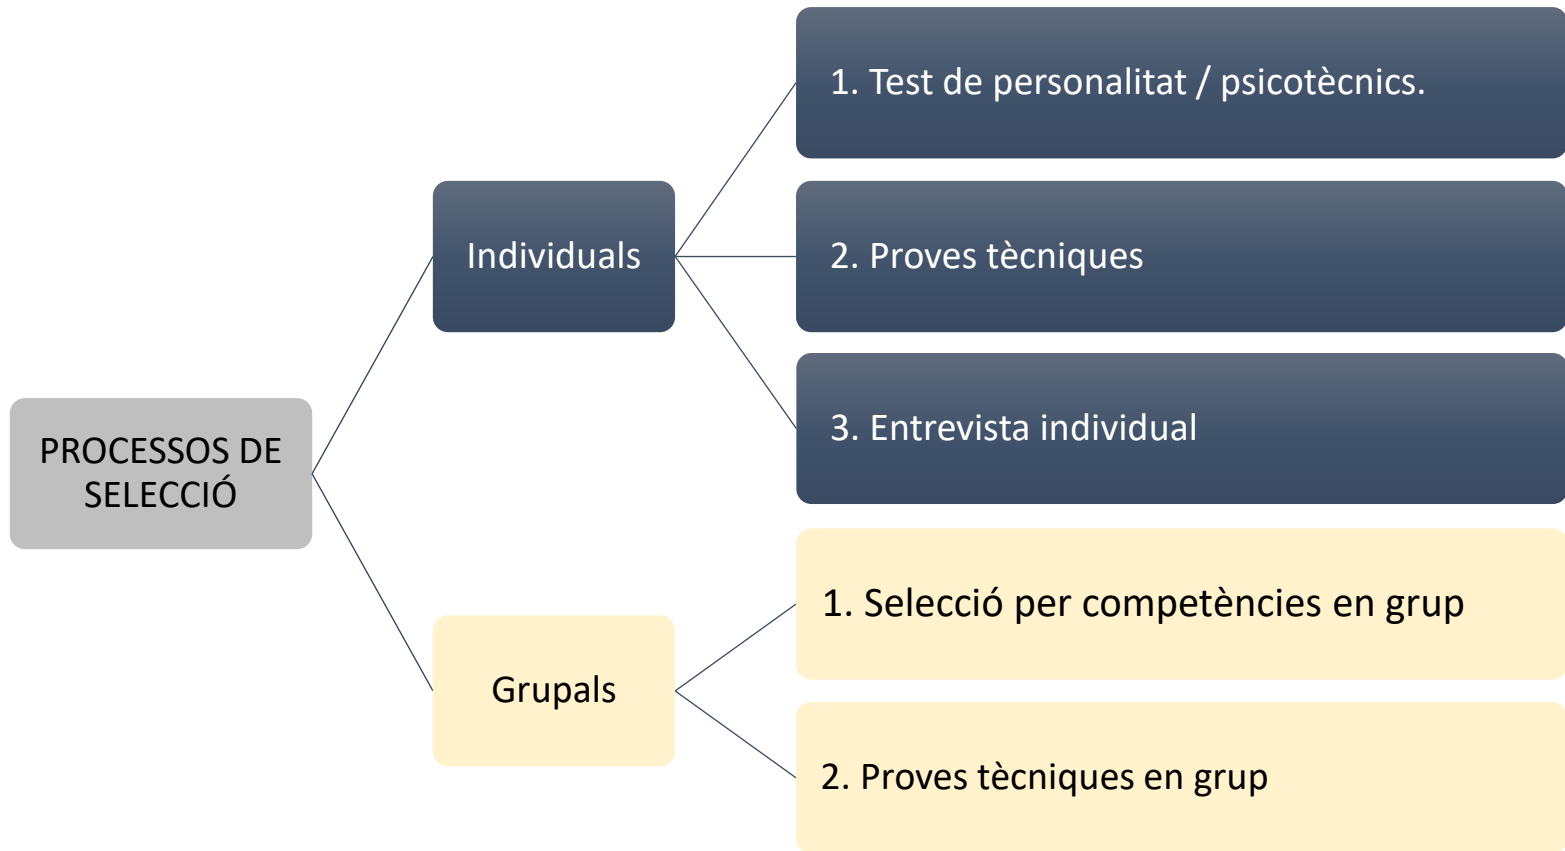 PROCESSOS DE
SELECCIÓ
Individuals
1. Test de personalitat / psicotècnics.
2. Proves tècniques
3. Entrevista individual
Grupals
1. Selecció per competències en grup
2. Proves tècniques en grup